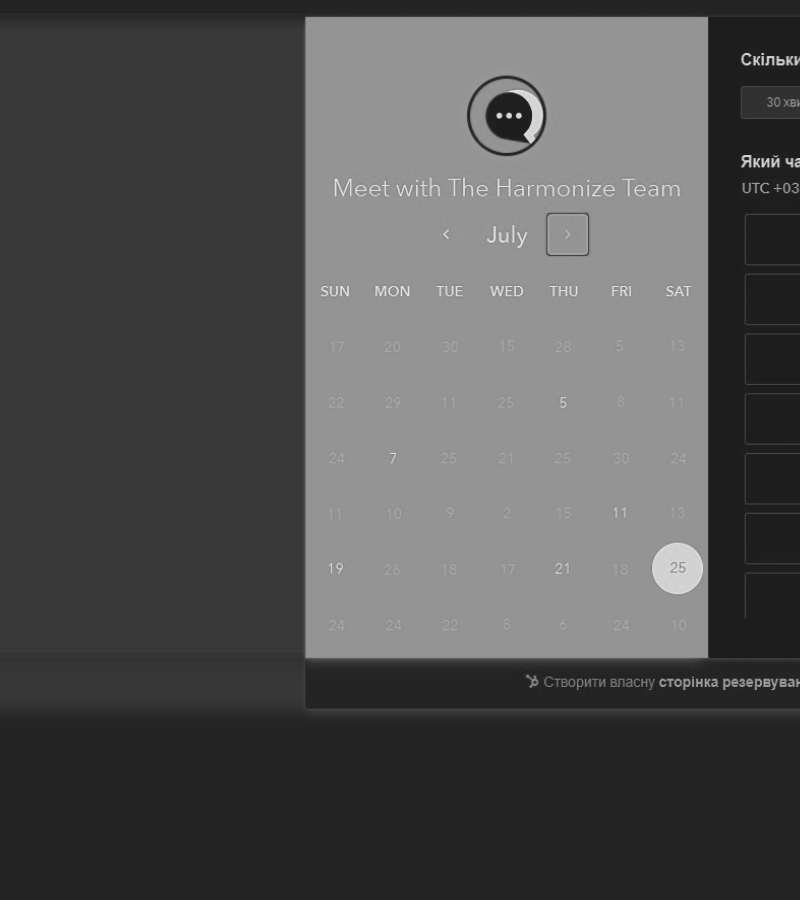 Meet with The Harmonize Team
July
SUN MON TUE WED THU FRI SAT
17 20 30 15 28 5 13
22 29 11 25 5 8 11
24 7 25 21 25 30 24
11 10 9 2 15 11 13
19 26 18 17 21 18 25
24 24 22 8 6 24 10
Скільки
30 хви
Який ча
UTC +03
Створити власну сторінка резервуван